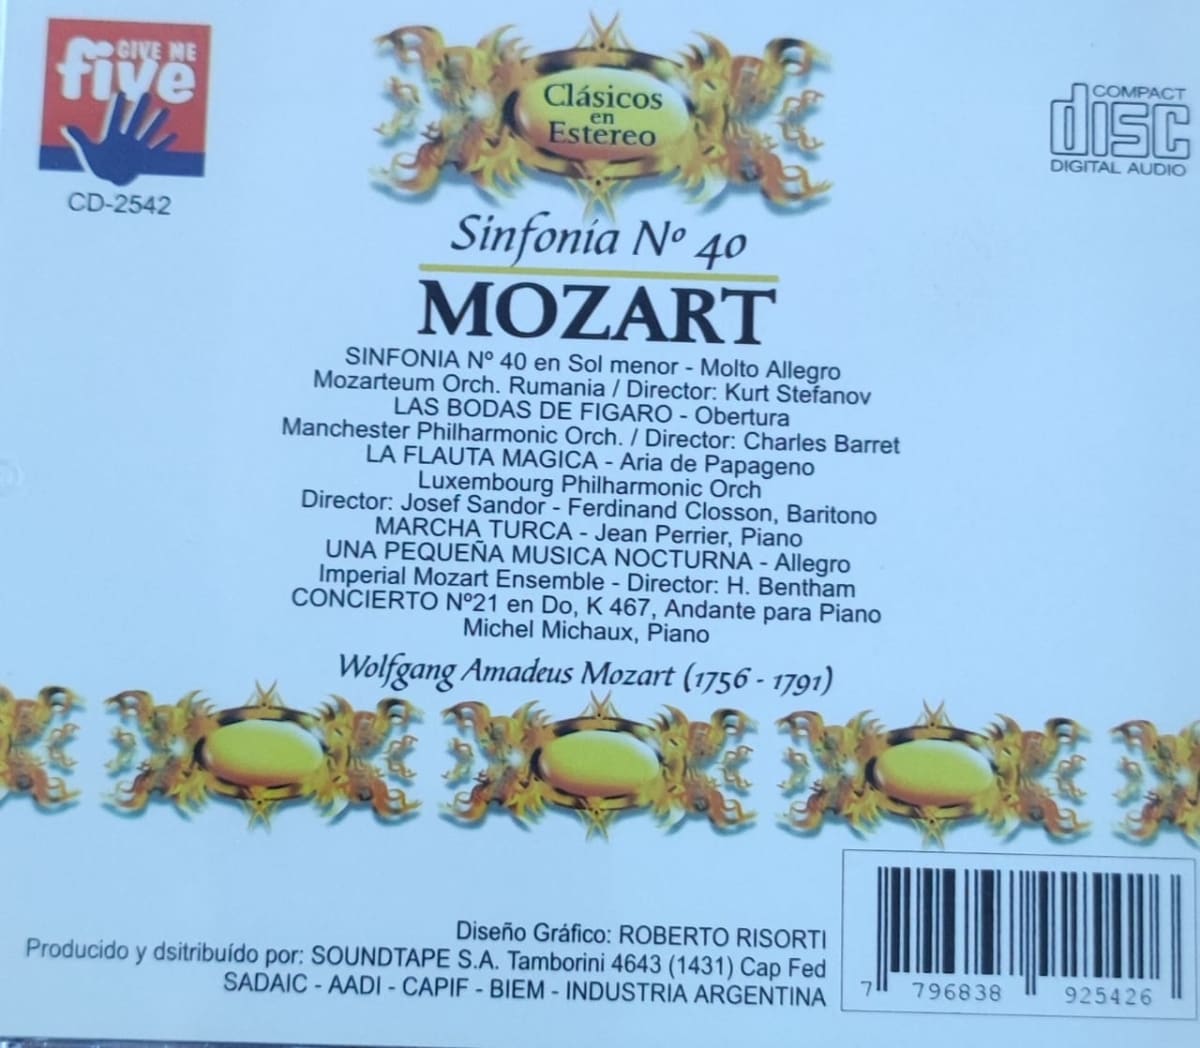 GIVE ME
five
CD-2542
Clásicos
en
Estereo
COMPACT
disc
DIGITAL AUDIO
Sinfonía Nº 40
MOZART
SINFONIA Nº 40 en Sol menor - Molto Allegro
Mozarteum Orch. Rumania / Director: Kurt Stefanov
LAS BODAS DE FIGARO - Obertura
Manchester Philharmonic Orch. / Director: Charles Barret
LA FLAUTA MAGICA - Aria de Papageno
Luxembourg Philharmonic Orch
Director: Josef Sandor - Ferdinand Closson, Baritono
MARCHA TURCA - Jean Perrier, Piano
UNA PEQUEÑA MUSICA NOCTURNA - Allegro
Imperial Mozart Ensemble - Director: H. Bentham
CONCIERTO Nº21 en Do, K 467, Andante para Piano
Michel Michaux, Piano
Wolfgang Amadeus Mozart (1756 - 1791)
Diseño Gráfico: ROBERTO RISORTI
Producido y dsitribuído por: SOUNDTAPE S.A. Tamborini 4643 (1431) Cap Fed
SADAIC - AADI - CAPIF - BIEM - INDUSTRIA ARGENTINA
7 796838 925426